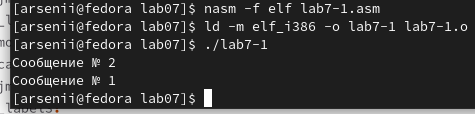 [arsenii@fedora lab07]$ nasm -f elf lab7-1.asm
[arsenii@fedora lab07]$ ld -m elf_i386 -o lab7-1 lab7-1.o
[arsenii@fedora lab07]$ ./lab7-1
Сообщение № 2
Сообщение № 1
[arsenii@fedora lab07]$